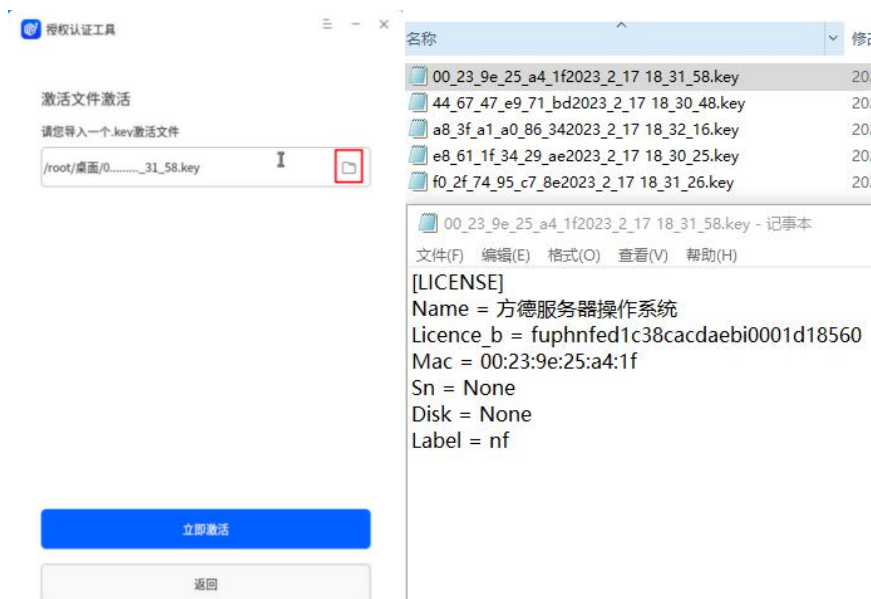 授权认证工具
激活文件激活
请您导入一个.key激活文件
/root/桌面/0........._31_58.key
立即激活
返回
名称
00_23_9e_25_a4_1f2023_2_17 18_31_58.key
44_67_47_e9_71_bd2023_2_17 18_30_48.key
a8_3f_a1_a0_86_342023_2_17 18_32_16.key
e8_61_1f_34_29_ae2023_2_17 18_30_25.key
f0_2f_74_95_c7_8e2023_2_17 18_31_26.key
00_23_9e_25_a4_1f2023_2_17 18_31_58.key - 记事本
文件(F) 编辑(E) 格式(O) 查看(V) 帮助(H)
[LICENSE]
Name = 方德服务器操作系统
Licence_b = fuphnfed1c38cacdaebi0001d18560
Mac = 00:23:9e:25:a4:1f
Sn = None
Disk = None
Label = nf